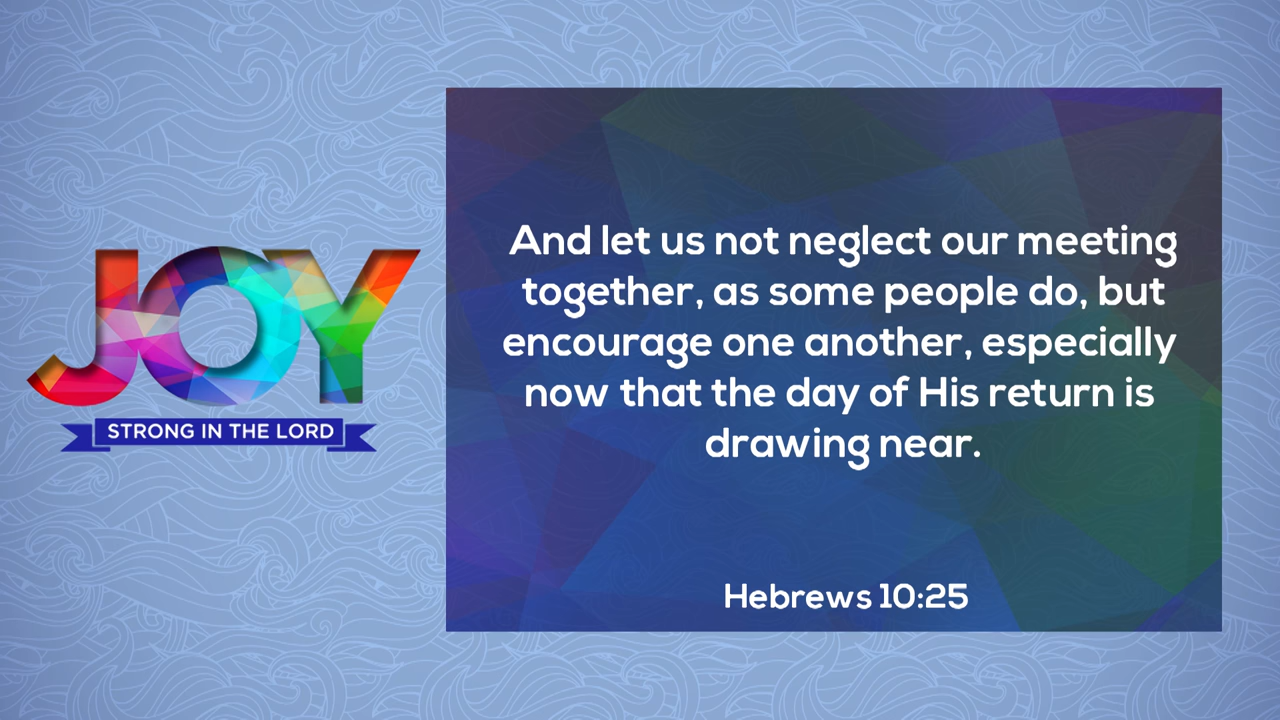 JOY
STRONG IN THE LORD
And let us not neglect our meeting
together, as some people do, but
encourage one another, especially
now that the day of His return is
drawing near.
Hebrews 10:25